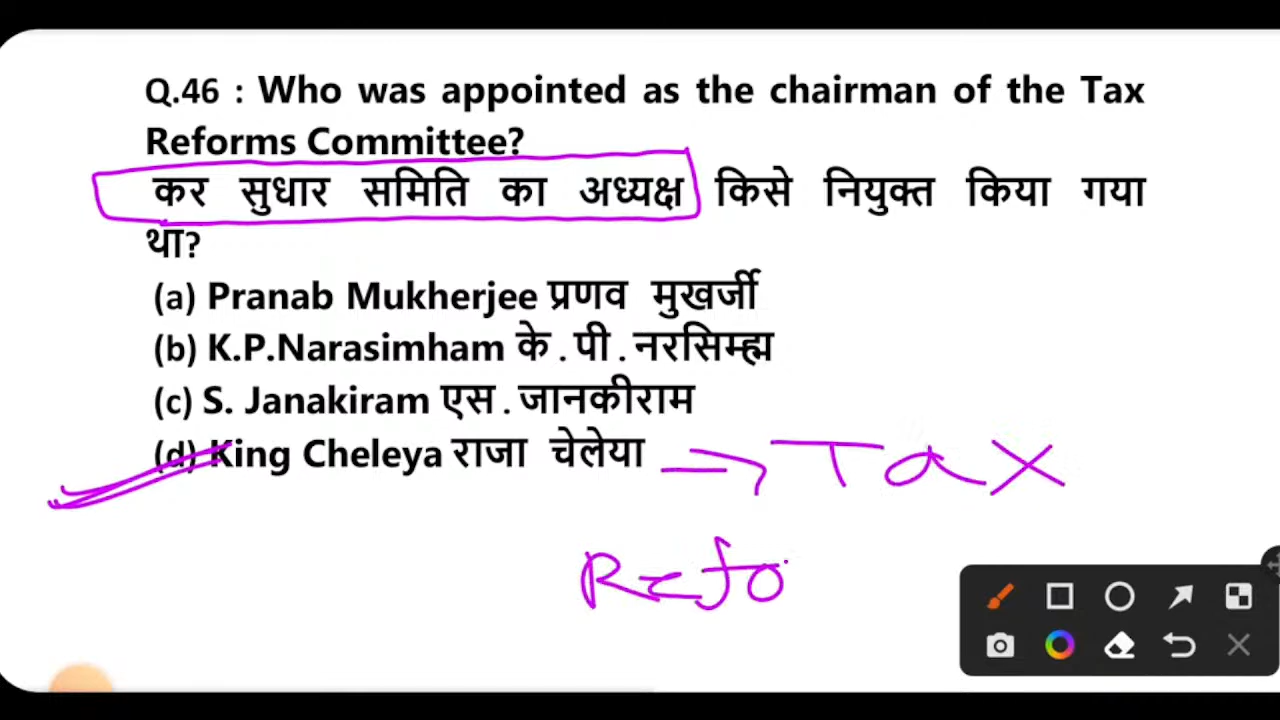 Q.46 : Who was appointed as the chairman of the Tax
Reforms Committee?
कर सुधार समिति का अध्यक्ष किसे नियुक्त किया गया
था?
(a) Pranab Mukherjee प्रणव मुखर्जी
(b) K.P.Narasimham के . पी . नरसिम्ह्म
(c) S. Janakiram एस . जानकीराम
(d) King Cheleya राजा चेलेया → Tax
Refo